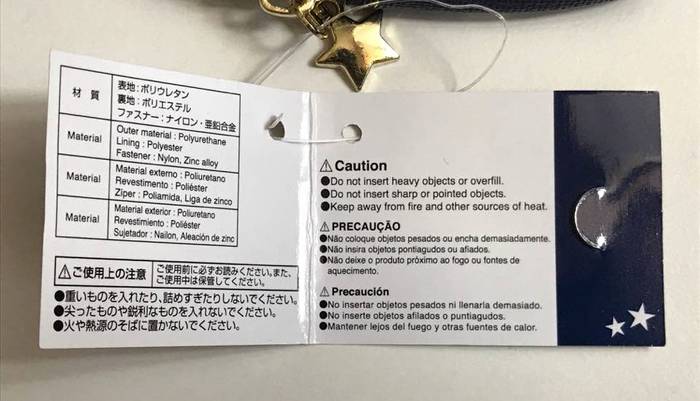 材質
表地：ポリウレタン
裏地：ポリエステル
ファスナー：ナイロン・亜鉛合金
Material
Outer material : Polyurethane
Lining : Polyester
Fastener : Nylon, Zinc alloy
Material
Material externo : Poliuretano
Revestimento : Poliéster
Ziper : Poliamida, Liga de zinco
Material
Material exterior : Poliuretano
Revestimiento : Poliéster
Sujetador : Nailon, Aleación de zinc
⚠ご使用上の注意
ご使用前に必ずお読みください。また、
ご使用中は保管してください。
●重いものを入れたり、詰めすぎたりしないでください。
●尖ったものや鋭利なものを入れないでください。
●火や熱源のそばに置かないでください。
⚠Caution
●Do not insert heavy objects or overfill.
●Do not insert sharp or pointed objects.
●Keep away from fire and other sources of heat.
⚠PRECAUÇÃO
●Não coloque objetos pesados ou encha demasiadamente.
●Não insira objetos pontiagudos ou afiados.
●Não deixe o produto próximo ao fogo ou fontes de
aquecimento.
⚠Precaución
●No insertar objetos pesados ni llenarla demasiado.
●No inserte objetos afilados o puntiagudos.
●Mantener lejos del fuego y otras fuentes de calor.